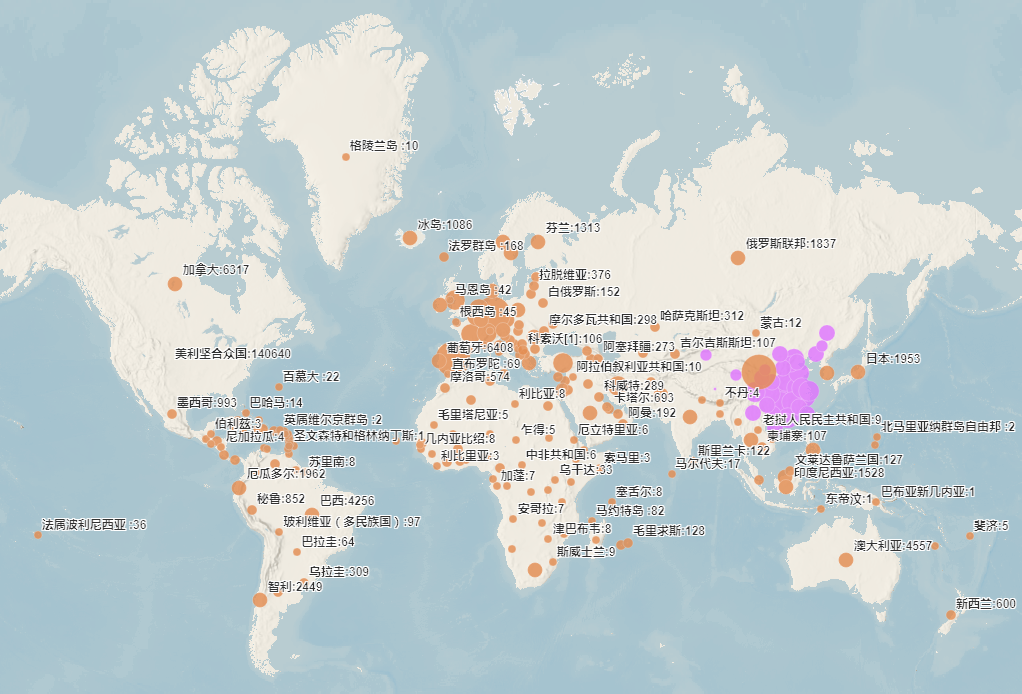 格陵兰岛 :10
冰岛:1086
芬兰:1313
法罗群岛 :168
俄罗斯联邦:1837
加拿大:6317
拉脱维亚:376
马恩岛 :42
白俄罗斯:152
根西岛 :45
摩尔多瓦共和国:298
哈萨克斯坦:312
蒙古:12
科索沃[1]:106
吉尔吉斯斯坦:107
美利坚合众国:140640
葡萄牙:6408
阿塞拜疆:273
日本:1953
直布罗陀 :69
阿拉伯叙利亚共和国:10
百慕大 :22
摩洛哥:574
科威特:289
利比亚:8
不丹:4
卡塔尔:693
墨西哥:993
巴哈马:14
毛里塔尼亚:5
阿曼:192
伯利兹:3
英属维尔京群岛 :2
老挝人民民主共和国:9
北马里亚纳群岛自由邦 :2
尼加拉瓜:4
圣文森特和格林纳丁斯:1
几内亚比绍:8
乍得:5
厄立特里亚:6
柬埔寨:107
苏里南:8
利比里亚:3
中非共和国:6
索马里:3
斯里兰卡:122
马尔代夫:17
文莱达鲁萨兰国:127
厄瓜多尔:1962
加蓬:7
乌干达:33
印度尼西亚:1528
秘鲁:852
巴西:4256
塞舌尔:8
东帝汶:1
巴布亚新几内亚:1
安哥拉:7
马约特岛 :82
法属波利尼西亚 :36
玻利维亚（多民族国）:97
津巴布韦:8
毛里求斯:128
斐济:5
巴拉圭:64
斯威士兰:9
澳大利亚:4557
乌拉圭:309
智利:2449
新西兰:600